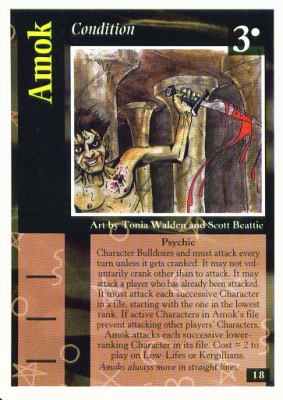 Amok
Condition
3•
Art by Tonia Walden and Scott Beattie
Psychic
Character Bulldozes and must attack every
turn unless it gets cranked. It may not vol-
untarily crank other than to attack. It may
attack a player who has already been attacked.
It must attack each successive Character
in a file, starting with the one in the lowest
rank. If active Characters in Amok's file
prevent attacking other players' Characters,
Amok attacks each successive lower-
ranking Character in its file. Cost = 2 to
play on Low-Lifes or Kergillians.
Amoks always move in straight lines.
18